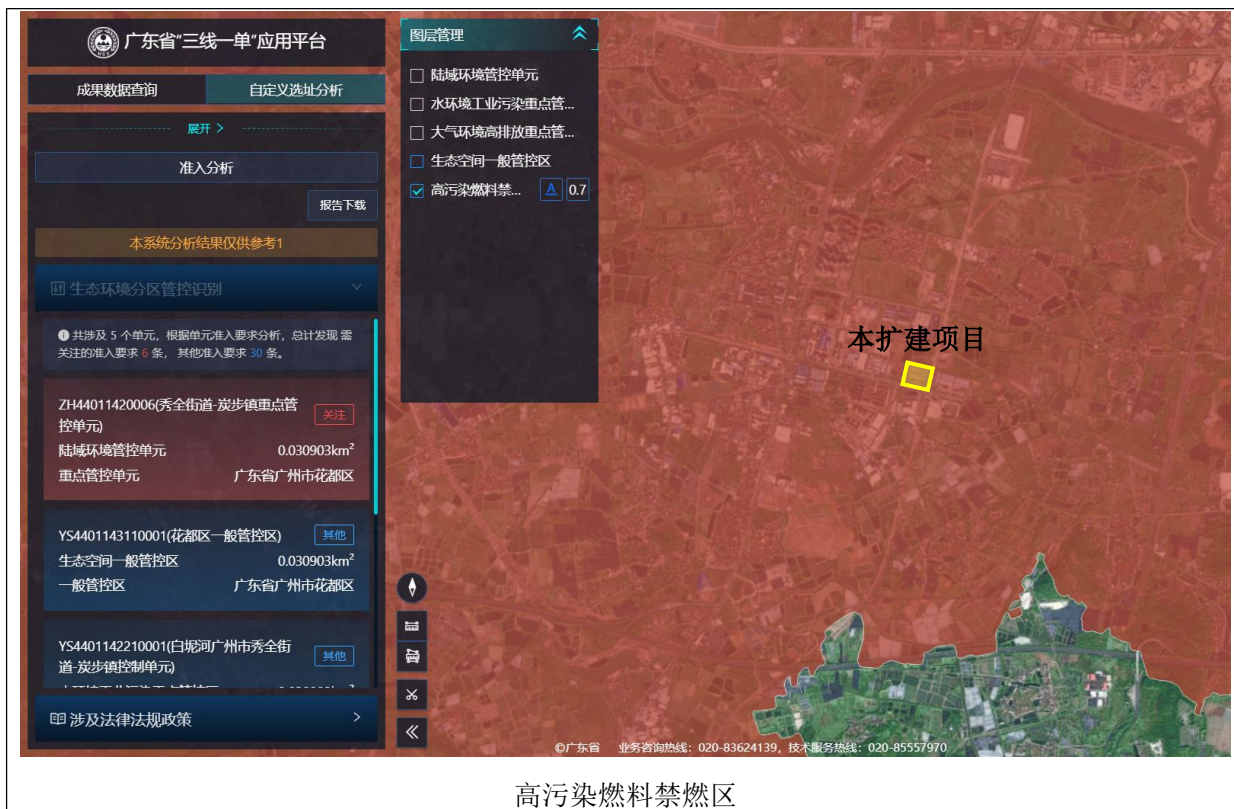 广东省“三线一单”应用平台
成果数据查询
自定义选址分析
展开 >
准入分析
报告下载
本系统分析结果仅供参考1
生态环境分区管控识别
共涉及 5 个单元，根据单元准入要求分析，总计发现 需
关注的准入要求 6 条， 其他准入要求 30 条。
ZH44011420006(秀全街道-炭步镇重点管
控单元)
关注
陆域环境管控单元 0.030903km²
重点管控单元 广东省广州市花都区
YS4401143110001(花都区一般管控区)
其他
生态空间一般管控区 0.030903km²
一般管控区 广东省广州市花都区
YS4401142210001(白坭河广州市秀全街
道-炭步镇控制单元)
其他
涉及法律法规政策
图层管理
陆域环境管控单元
水环境工业污染重点管...
大气环境高排放重点管...
生态空间一般管控区
高污染燃料禁... A 0.7
本扩建项目
©广东省 业务咨询热线：020-83624139，技术服务热线：020-85557970
高污染燃料禁燃区